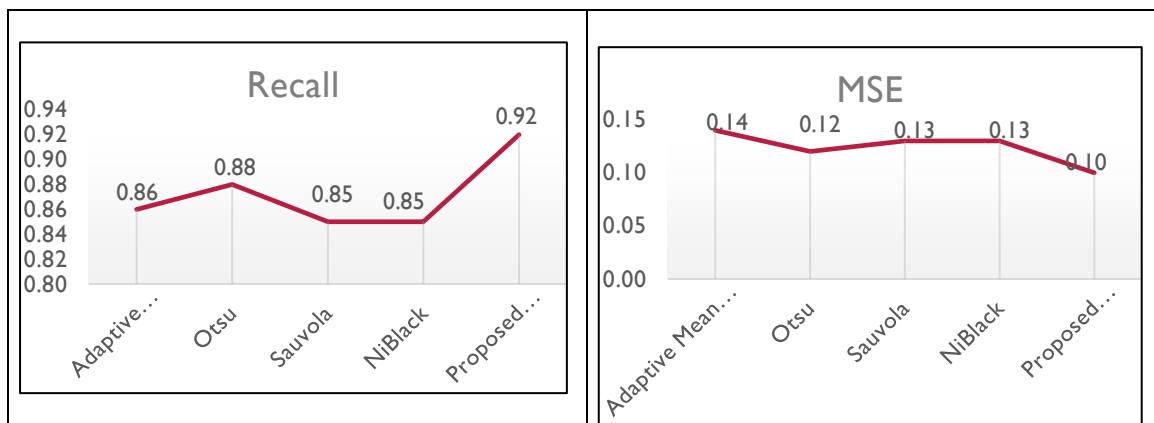 Recall
0.94
0.92
0.90
0.88
0.86
0.84
0.82
0.80
0.86
0.88
0.85
0.85
0.92
Adaptive…
Otsu
Sauvola
NiBlack
Proposed…
MSE
0.15
0.10
0.05
0.00
0.14
0.12
0.13
0.13
0.10
Adaptive Mean…
Otsu
Sauvola
NiBlack
Proposed…